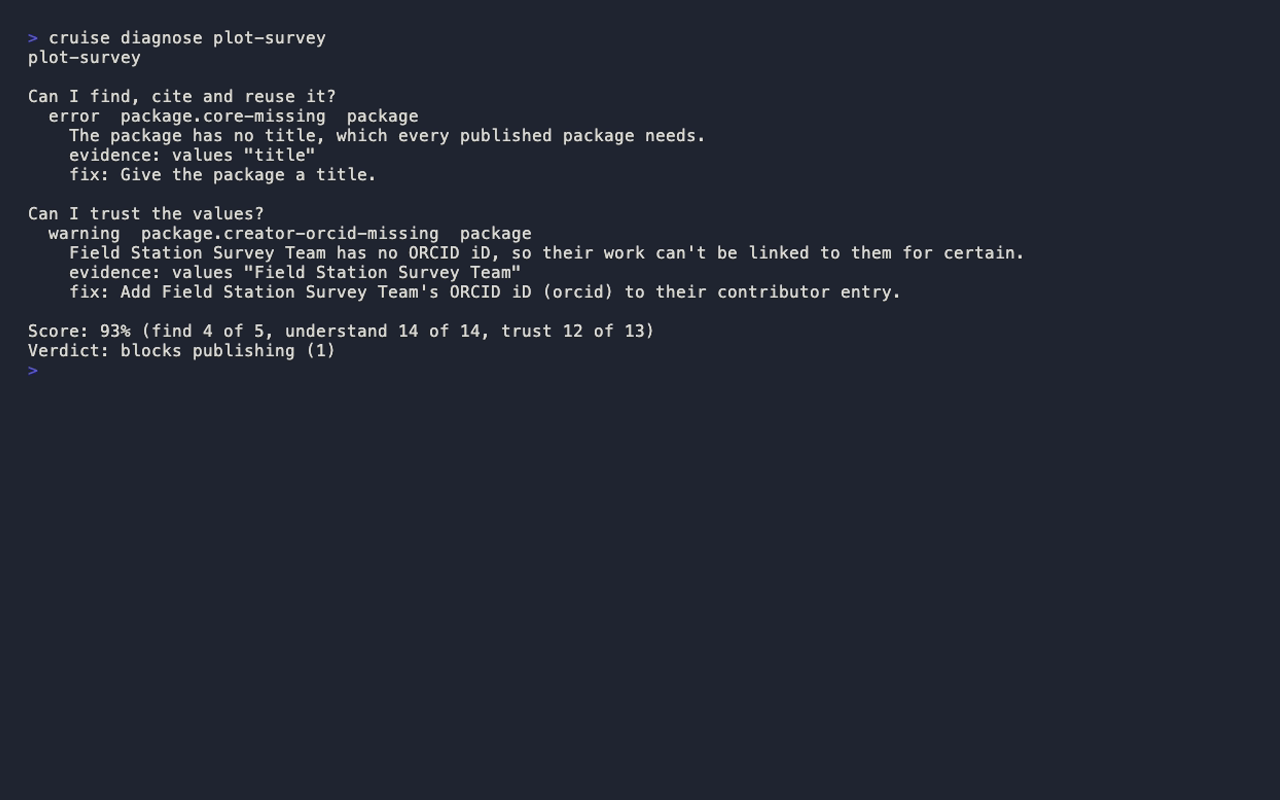 > cruise diagnose plot-survey
plot-survey
Can I find, cite and reuse it?
error  package.core-missing  package
The package has no title, which every published package needs.
evidence: values "title"
fix: Give the package a title.
Can I trust the values?
warning  package.creator-orcid-missing  package
Field Station Survey Team has no ORCID iD, so their work can't be linked to them for certain.
evidence: values "Field Station Survey Team"
fix: Add Field Station Survey Team's ORCID iD (orcid) to their contributor entry.
Score: 93% (find 4 of 5, understand 14 of 14, trust 12 of 13)
Verdict: blocks publishing (1)
>